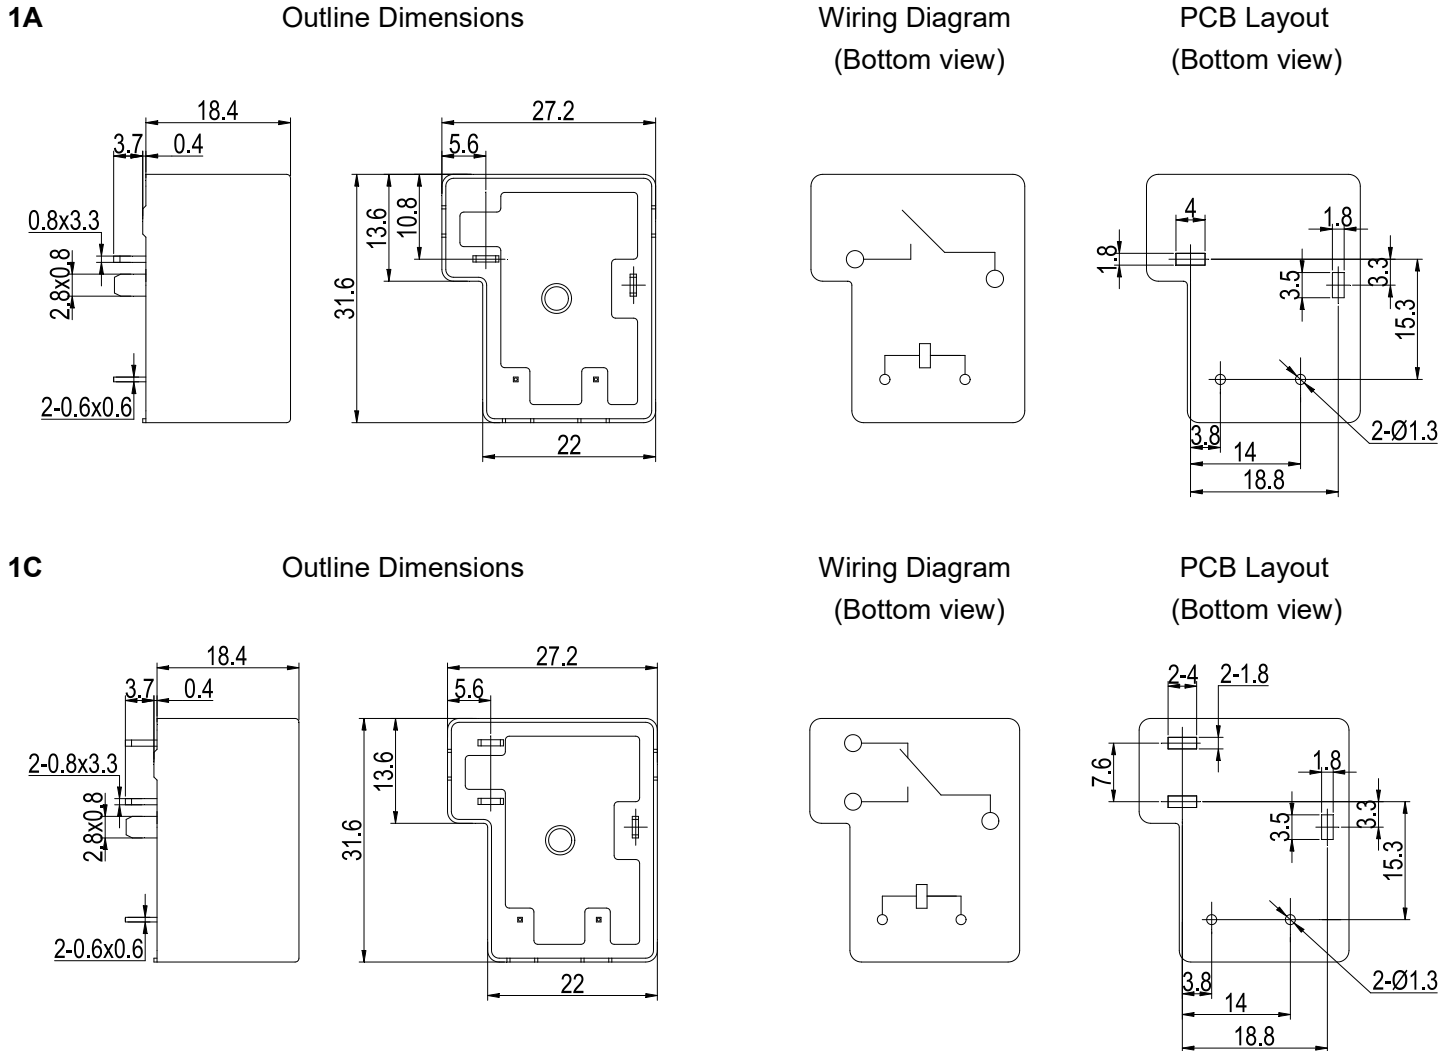 1A Outline Dimensions Wiring Diagram PCB Layout
(Bottom view) (Bottom view)
18.4 27.2
3.7 0.4 5.6
0.8x3.3 13.6 10.8 4 1.8
2.8x0.8 31.6 1.8 3.5 3.3
15.3
2-0.6x0.6
22 3.8 2-Ø1.3
14
18.8
1C Outline Dimensions Wiring Diagram PCB Layout
(Bottom view) (Bottom view)
18.4 27.2 2-4 2-1.8
3.7 0.4 5.6
2-0.8x3.3 13.6 7.6 1.8
2.8x0.8 31.6 3.5 3.3
15.3
2-0.6x0.6
22 3.8 2-Ø1.3
14
18.8